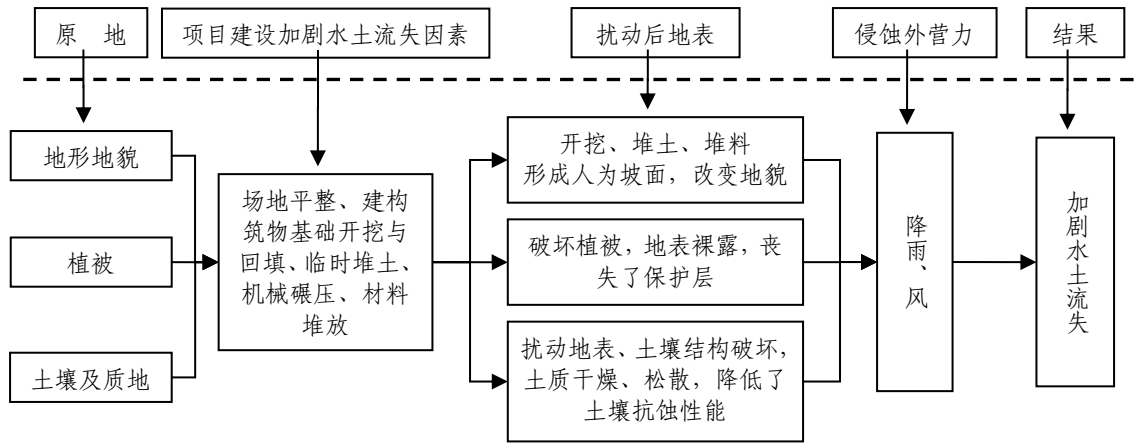 原　地
项目建设加剧水土流失因素
扰动后地表
侵蚀外营力
结果
地形地貌
植被
土壤及质地
场地平整、建构
筑物基础开挖与
回填、临时堆土、
机械碾压、材料
堆放
开挖、堆土、堆料
形成人为坡面，改变地貌
破坏植被，地表裸露，丧
失了保护层
扰动地表、土壤结构破坏，
土质干燥、松散，降低了
土壤抗蚀性能
降雨、风
加剧水土流失